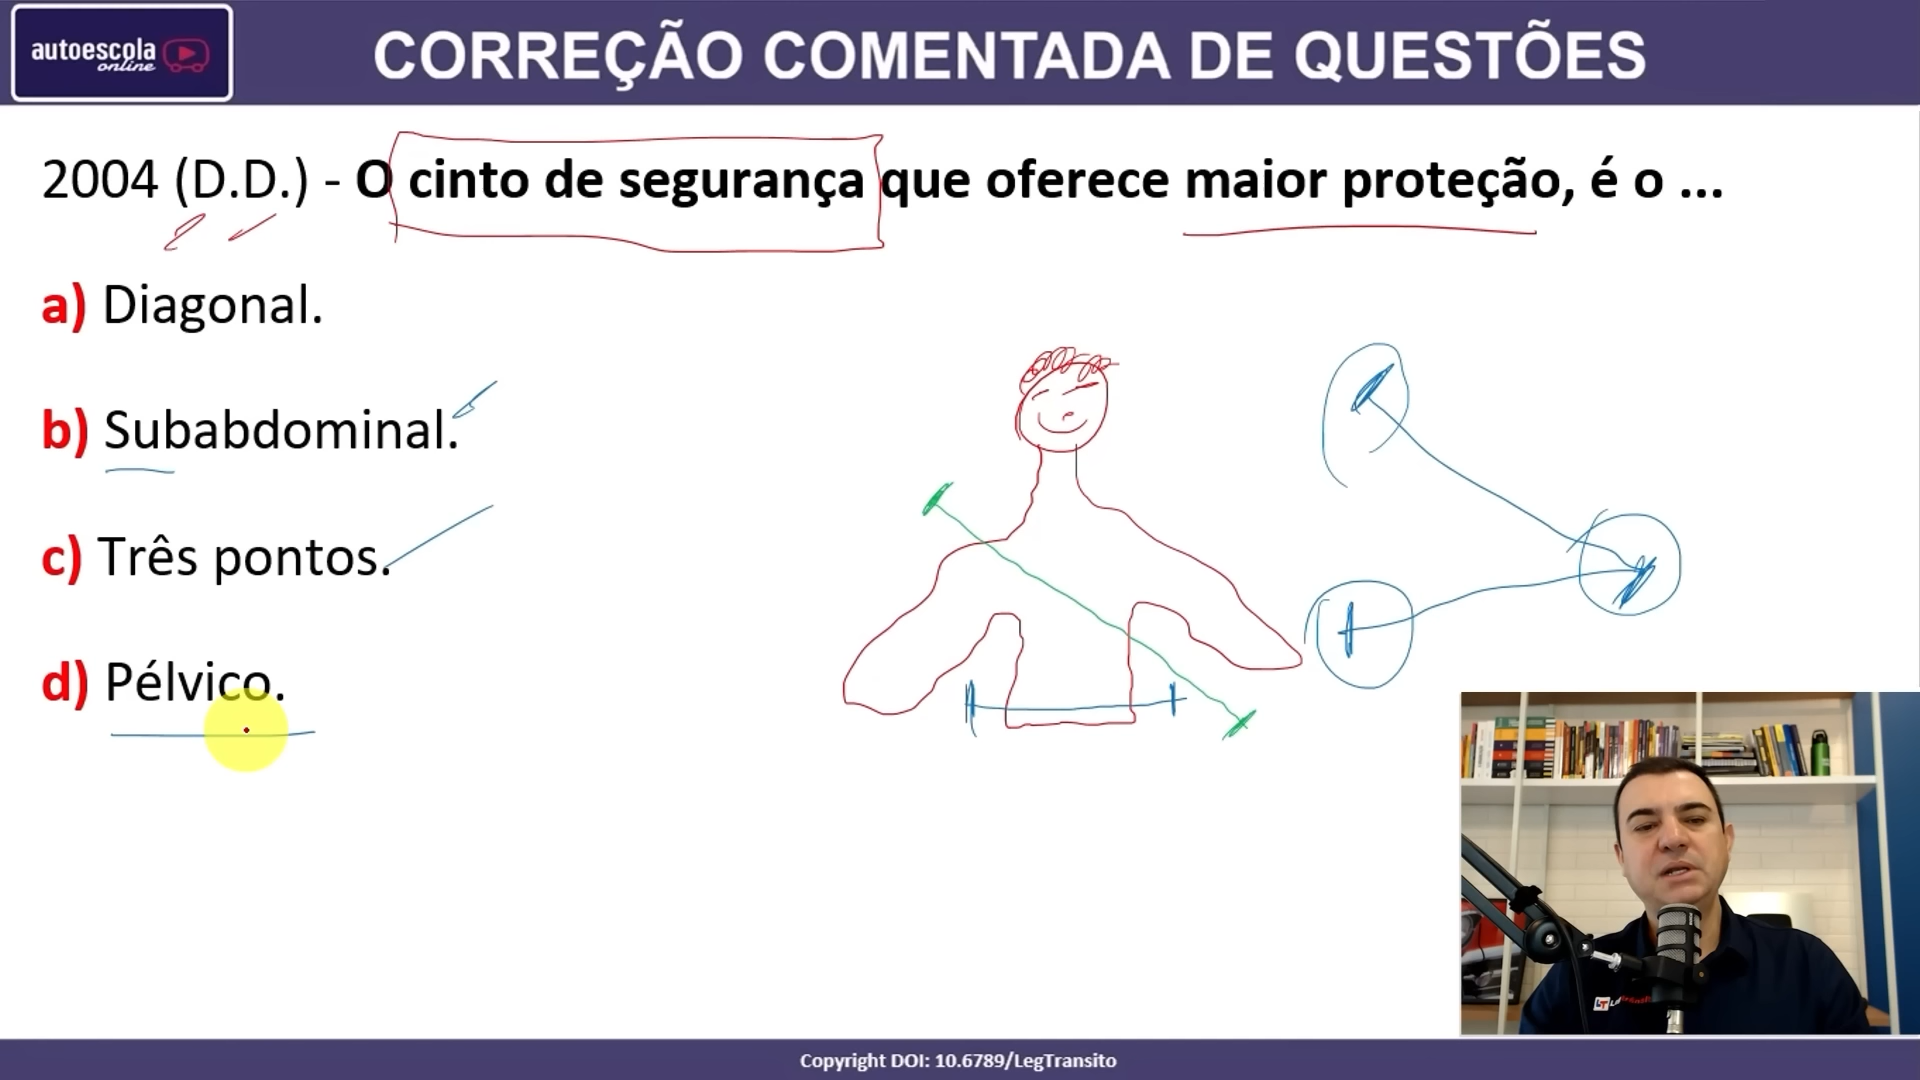 autoescola
online
CORREÇÃO COMENTADA DE QUESTÕES
2004 (D.D.) - O cinto de segurança que oferece maior proteção, é o ...
a) Diagonal.
b) Subabdominal.
c) Três pontos.
d) Pélvico.
LT
Copyright DOI: 10.6789/LegTransito